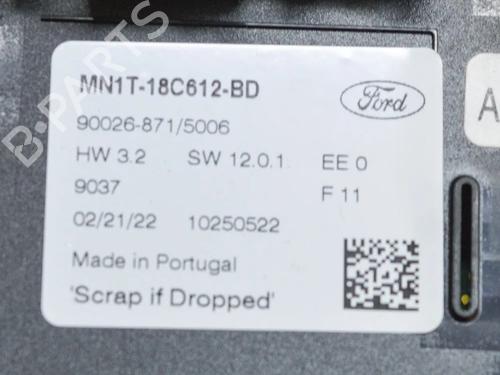 MN1T-18C612-BD
Ford
90026-871/5006
HW 3.2 SW 12.0.1 EE 0
9037 F 11
02/21/22 10250522
Made in Portugal
'Scrap if Dropped'
A
B-PARTS